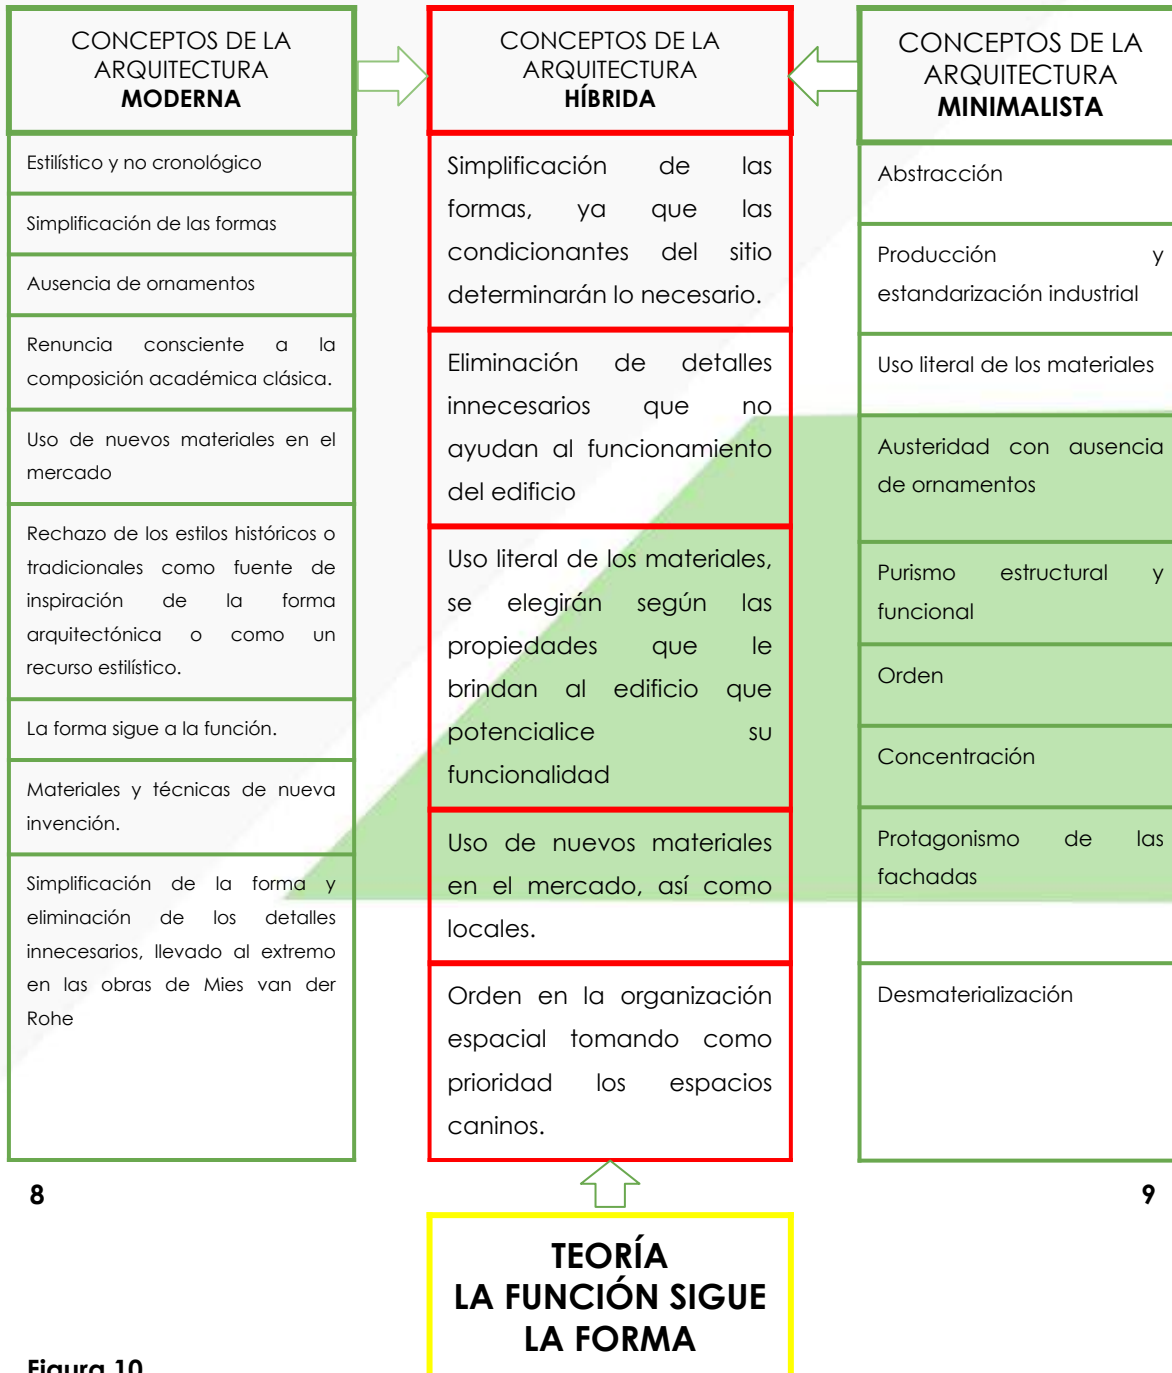 CONCEPTOS DE LA
ARQUITECTURA
MODERNA
Estilístico y no cronológico
Simplificación de las formas
Ausencia de ornamentos
Renuncia consciente a la
composición académica clásica.
Uso de nuevos materiales en el
mercado
Rechazo de los estilos históricos o
tradicionales como fuente de
inspiración de la forma
arquitectónica o como un
recurso estilístico.
La forma sigue a la función.
Materiales y técnicas de nueva
invención.
Simplificación de la forma y
eliminación de los detalles
innecesarios, llevado al extremo
en las obras de Mies van der
Rohe
8
CONCEPTOS DE LA
ARQUITECTURA
HÍBRIDA
Simplificación de las
formas, ya que las
condicionantes del sitio
determinarán lo necesario.
Eliminación de detalles
innecesarios que no
ayudan al funcionamiento
del edificio
Uso literal de los materiales,
se elegirán según las
propiedades que le
brindan al edificio que
potencialice su
funcionalidad
Uso de nuevos materiales
en el mercado, así como
locales.
Orden en la organización
espacial tomando como
prioridad los espacios
caninos.
CONCEPTOS DE LA
ARQUITECTURA
MINIMALISTA
Abstracción
Producción y
estandarización industrial
Uso literal de los materiales
Austeridad con ausencia
de ornamentos
Purismo estructural y
funcional
Orden
Concentración
Protagonismo de las
fachadas
Desmaterialización
9
TEORÍA
LA FUNCIÓN SIGUE
LA FORMA
Figura 10